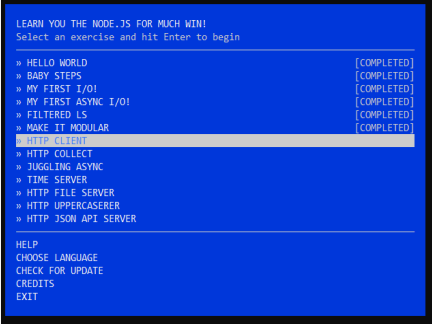 LEARN YOU THE NODE.JS FOR MUCH WIN!
Select an exercise and hit Enter to begin
» HELLO WORLD [COMPLETED]
» BABY STEPS [COMPLETED]
» MY FIRST I/O! [COMPLETED]
» MY FIRST ASYNC I/O! [COMPLETED]
» FILTERED LS [COMPLETED]
» MAKE IT MODULAR [COMPLETED]
» HTTP CLIENT
» HTTP COLLECT
» JUGGLING ASYNC
» TIME SERVER
» HTTP FILE SERVER
» HTTP UPPERCASERER
» HTTP JSON API SERVER
HELP
CHOOSE LANGUAGE
CHECK FOR UPDATE
CREDITS
EXIT